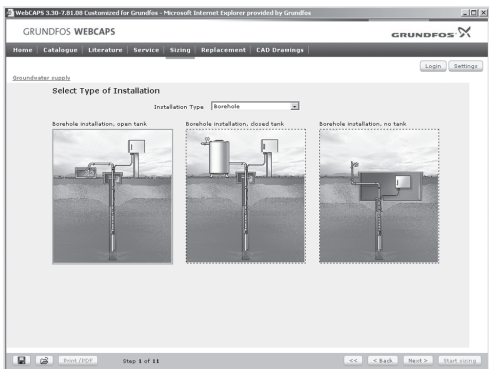 WebCAPS 3.30-7.81.08 Customized for Grundfos - Microsoft Internet Explorer provided by Grundfos
GRUNDFOS WEBCAPS
GRUNDFOS
Home Catalogue Literature Service Sizing Replacement CAD Drawings
Login Settings
Groundwater supply
Select Type of Installation
Installation Type Borehole
Borehole installation, open tank Borehole installation, closed tank Borehole installation, no tank
Print/PDF Step 1 of 11 << < Back Next > Start sizing